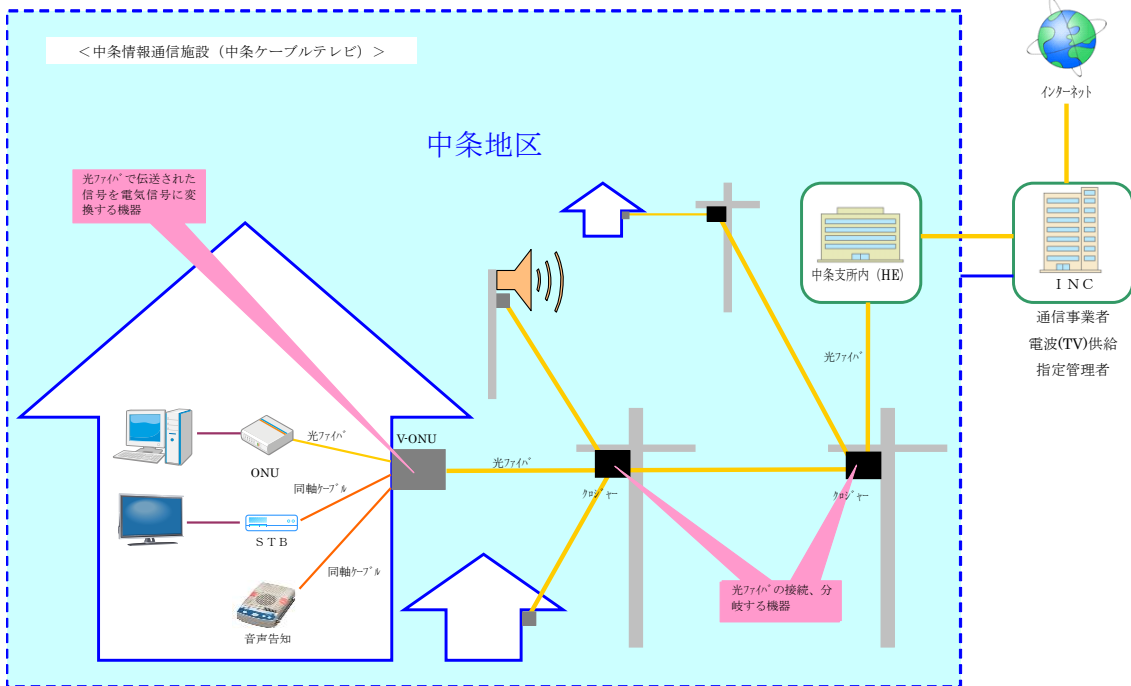 <中条情報通信施設（中条ケーブルテレビ）>
インターネット
中条地区
光ファイバで伝送された
信号を電気信号に変
換する機器
中条支所内（HE）
ＩＮＣ
通信事業者
電波(TV)供給
指定管理者
光ファイバ
V-ONU
光ファイバ
ONU
光ファイバ
同軸ケーブル
クロジャー
クロジャー
ＳＴＢ
同軸ケーブル
光ファイバの接続、分
岐する機器
音声告知